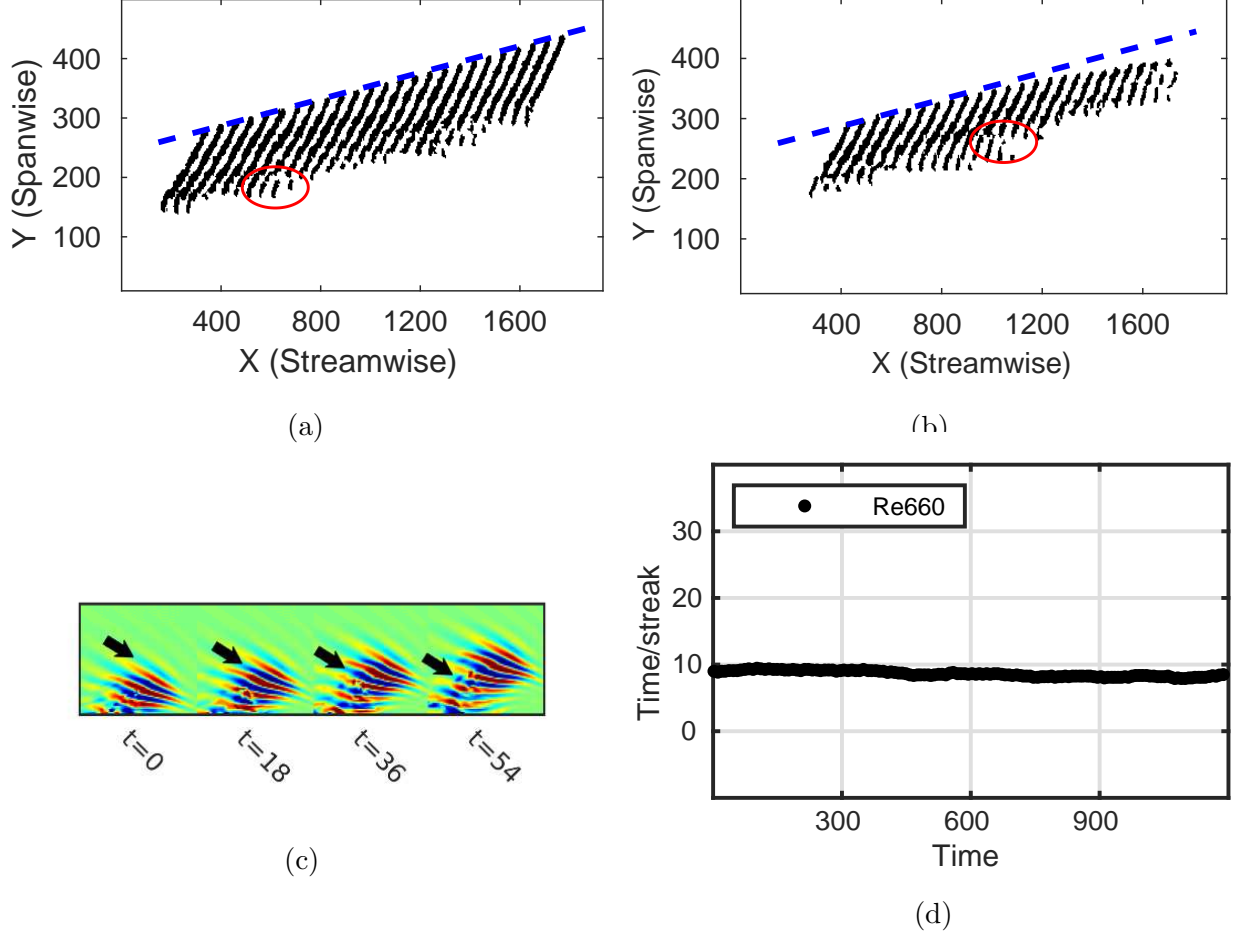 400
300
200
100
Y (Spanwise)
400 800 1200 1600
X (Streamwise)
(a)
400
300
200
100
Y (Spanwise)
400 800 1200 1600
X (Streamwise)
(b)
t=0 t=18 t=36 t=54
(c)
Re660
30
20
10
0
Time/streak
300 600 900
Time
(d)